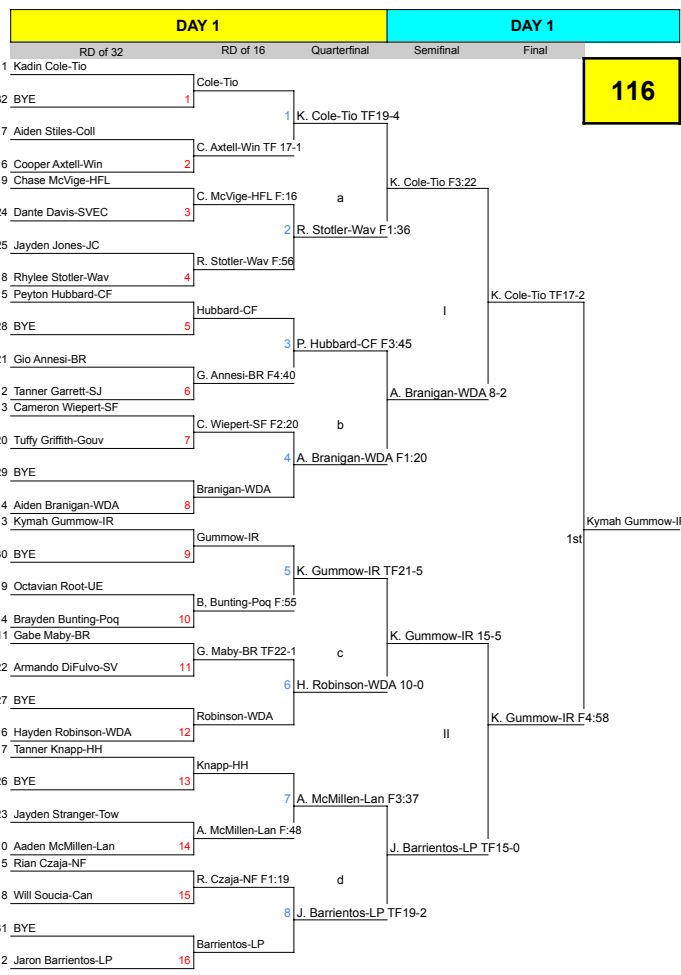 DAY 1 DAY 1
RD of 32 RD of 16 Quarterfinal Semifinal Final
116
1 Kadin Cole-Tio
Cole-Tio
32 BYE 1
1 K. Cole-Tio TF19-4
7 Aiden Stiles-Coll
C. Axtell-Win TF 17-1
6 Cooper Axtell-Win 2
9 Chase McVige-HFL
K. Cole-Tio F3:22
C. McVige-HFL F:16 a
24 Dante Davis-SVEC 3
2 R. Stotler-Wav F1:36
25 Jayden Jones-JC
R. Stotler-Wav F:56
8 Rhylee Stotler-Wav 4
5 Peyton Hubbard-CF
K. Cole-Tio TF17-2
Hubbard-CF I
28 BYE 5
3 P. Hubbard-CF F3:45
21 Gio Annesi-BR
G. Annesi-BR F4:40
2 Tanner Garrett-SJ 6
A. Branigan-WDA 8-2
3 Cameron Wiepert-SF
C. Wiepert-SF F2:20 b
20 Tuffy Griffith-Gouv 7
4 A. Branigan-WDA F1:20
29 BYE
Branigan-WDA
4 Aiden Branigan-WDA 8
3 Kymah Gummow-IR
Kymah Gummow-IR
Gummow-IR
1st
30 BYE 9
5 K. Gummow-IR TF21-5
9 Octavian Root-UE
B, Bunting-Poq F:55
4 Brayden Bunting-Poq 10
11 Gabe Maby-BR
K. Gummow-IR 15-5
G. Maby-BR TF22-1 c
22 Armando DiFulvo-SV 11
6 H. Robinson-WDA 10-0
27 BYE
Robinson-WDA
K. Gummow-IR F4:58
6 Hayden Robinson-WDA 12
II
7 Tanner Knapp-HH
Knapp-HH
26 BYE 13
7 A. McMillen-Lan F3:37
23 Jayden Stranger-Tow
A. McMillen-Lan F:48
0 Aaden McMillen-Lan 14
J. Barrientos-LP TF15-0
5 Rian Czaja-NF
R. Czaja-NF F1:19 d
8 Will Soucia-Can 15
8 J. Barrientos-LP TF19-2
31 BYE
Barrientos-LP
2 Jaron Barrientos-LP 16